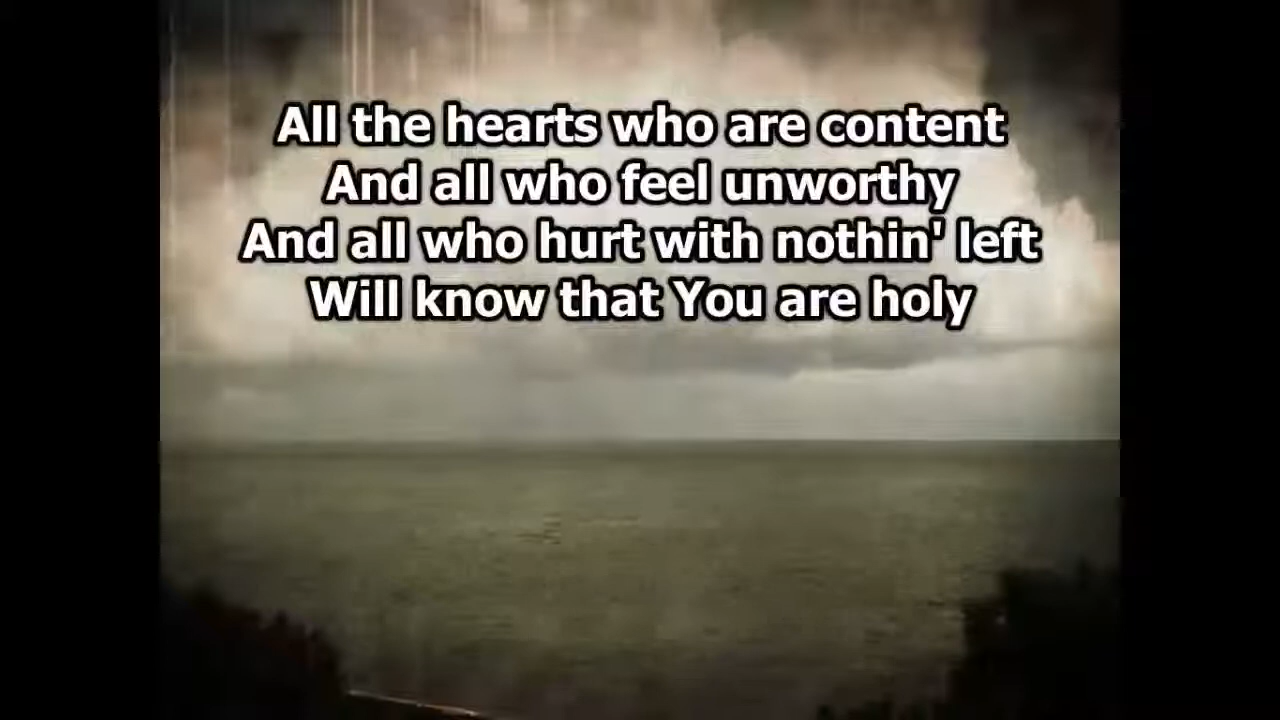 All the hearts who are content
And all who feel unworthy
And all who hurt with nothin' left
Will know that You are holy